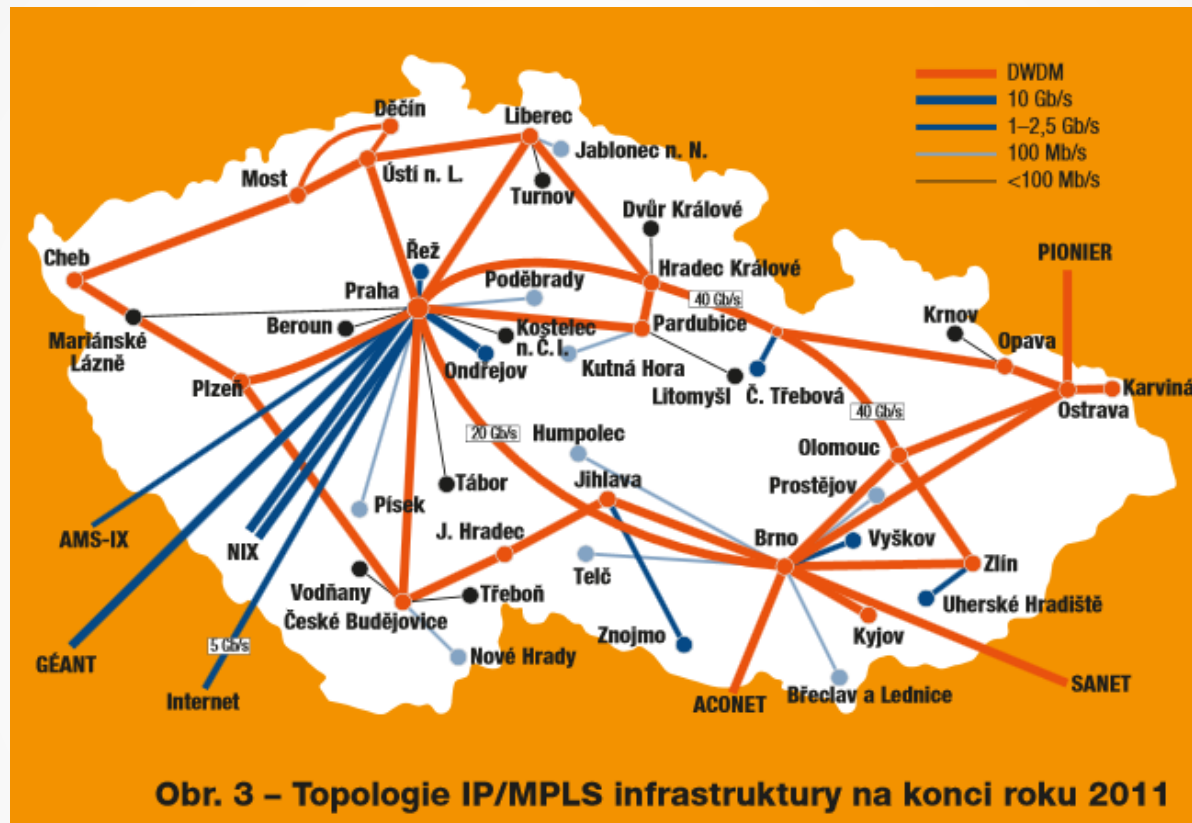 DWDM
10 Gb/s
1–2,5 Gb/s
100 Mb/s
<100 Mb/s
Děčín
Liberec
Jablonec n. N.
Ústí n. L.
Most
Turnov
Dvůr Králové
Cheb
Řež
Hradec Králové
PIONIER
Praha
Poděbrady
40 Gb/s
Mariánské
Lázně
Beroun
Kostelec
n. Č. l.
Pardubice
Krnov
Opava
Ondřejov
Kutná Hora
Plzeň
Litomyšl
Č. Třebová
Karviná
Ostrava
40 Gb/s
20 Gb/s
Humpolec
Olomouc
Tábor
Jihlava
Prostějov
Písek
AMS-IX
NIX
J. Hradec
Brno
Vyškov
Zlín
Telč
Vodňany
Třeboň
České Budějovice
Uherské Hradiště
Znojmo
Kyjov
5 Gb/s
GÉANT
Nové Hrady
Internet
ACONET
Břeclav a Lednice
SANET
Obr. 3 – Topologie IP/MPLS infrastruktury na konci roku 2011